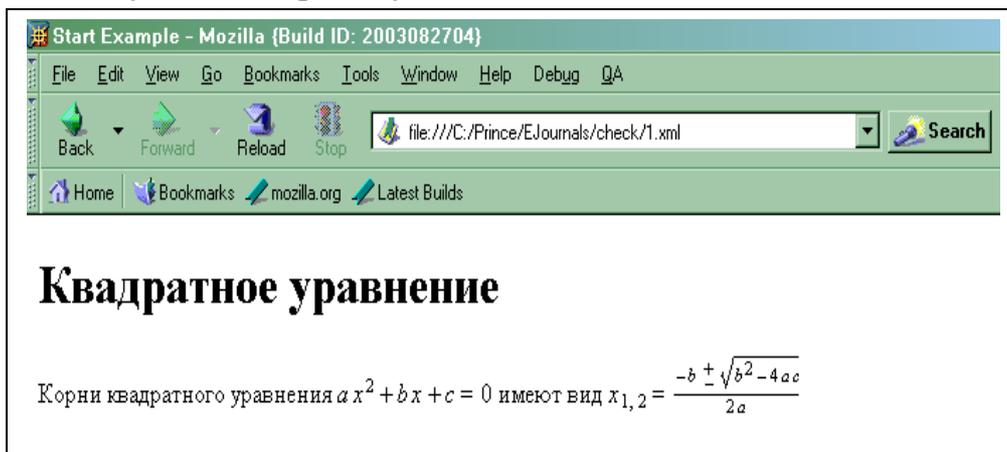 Start Example - Mozilla {Build ID: 2003082704}
File Edit View Go Bookmarks Tools Window Help Debug QA
Back Forward Reload Stop file:///C:/Prince/EJournals/check/1.xml Search
Home Bookmarks mozilla.org Latest Builds
Квадратное уравнение
Корни квадратного уравнения a x² + b x + c = 0 имеют вид x₁, ₂ = (−b ± √(b² − 4 a c)) / (2 a)